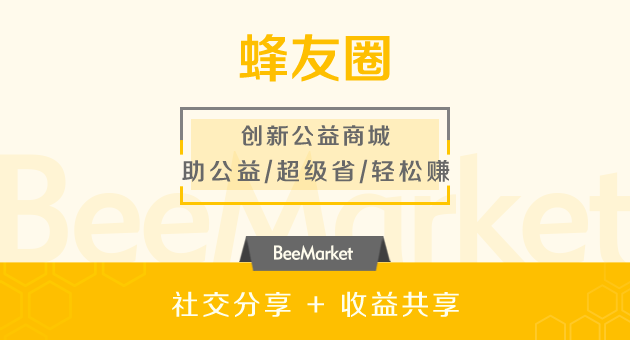 蜂友圈
创新公益商城
助公益/超级省/轻松赚
BeeMarket
BeeMarket
社交分享 + 收益共享